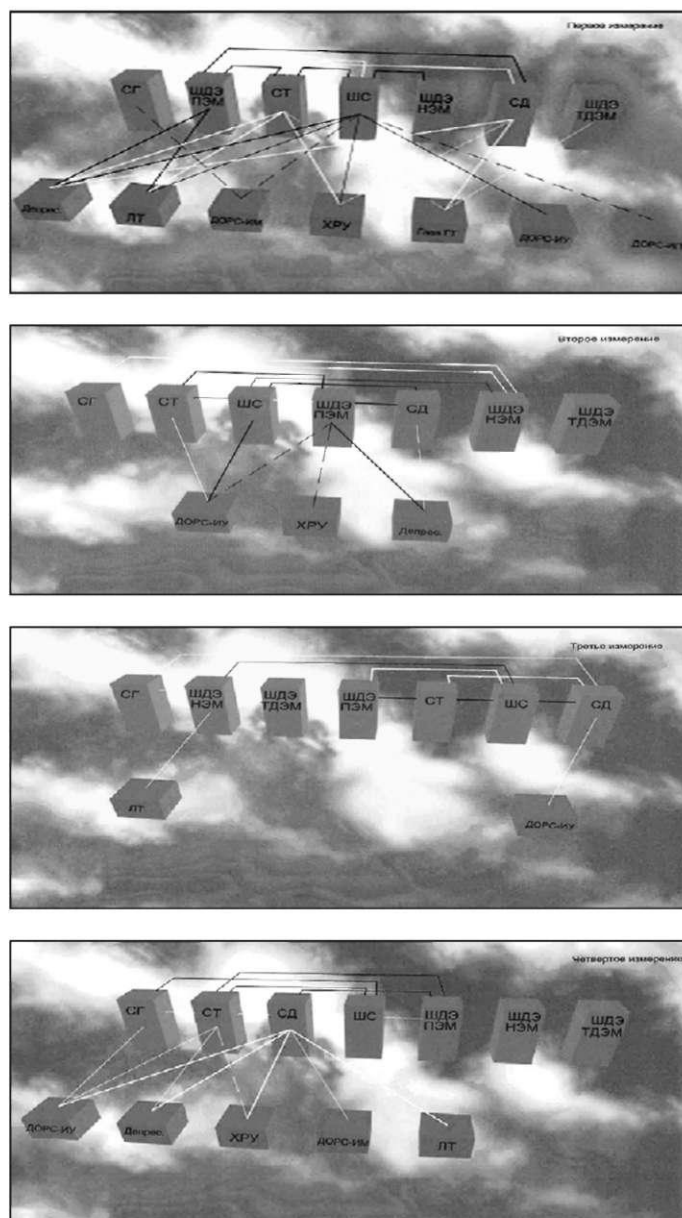 Первое измерение
СГ
ШДЭ
ПЭМ
СТ
ШС
ШДЭ
НЭМ
СД
ШДЭ
ТДЭМ
Депрес.
ЛТ
ДОРС-ИМ
ХРУ
ДОРС-ИУ
Второе измерение
СГ
СТ
ШС
ШДЭ
ПЭМ
СД
ШДЭ
НЭМ
ШДЭ
ТДЭМ
ДОРС-ИУ
ХРУ
Депрес.
Третье измерение
СГ
ШДЭ
НЭМ
ШДЭ
ТДЭМ
ШДЭ
ПЭМ
СТ
ШС
СД
ЛТ
ДОРС-ИУ
Четвертое измерение
СГ
СТ
СД
ШС
ШДЭ
ПЭМ
ШДЭ
НЭМ
ШДЭ
ТДЭМ
ДОРС-ИУ
Депрес.
ХРУ
ДОРС-ИМ
ЛТ